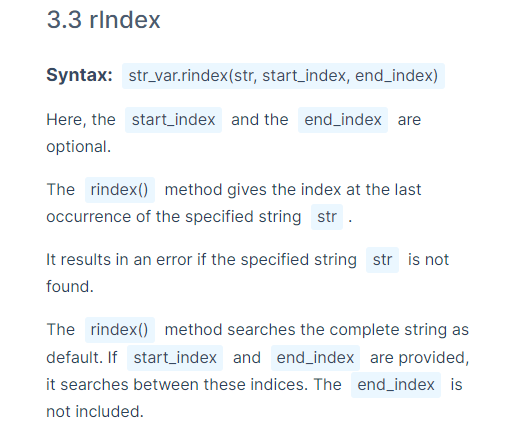 3.3 rIndex
Syntax: str_var.rindex(str, start_index, end_index)
Here, the start_index and the end_index are
optional.
The rindex() method gives the index at the last
occurrence of the specified string str .
It results in an error if the specified string str is not
found.
The rindex() method searches the complete string as
default. If start_index and end_index are provided,
it searches between these indices. The end_index is
not included.